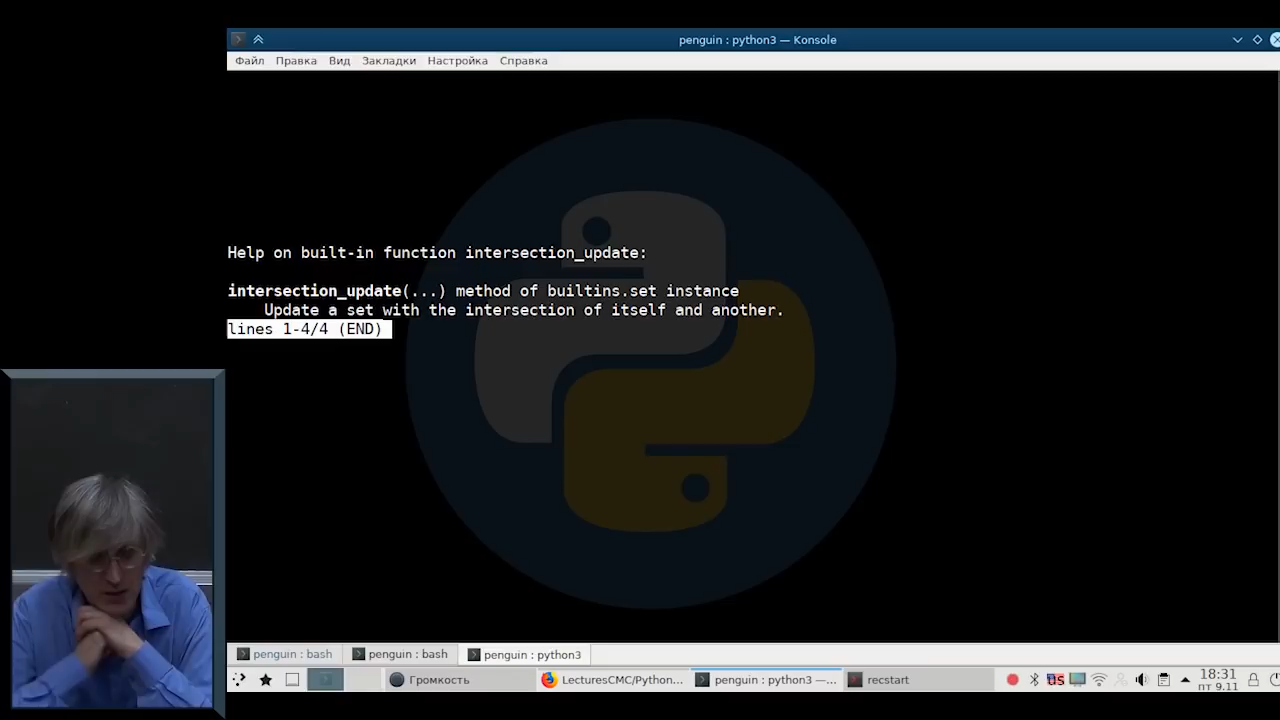 penguin : python3 — Konsole
Файл Правка Вид Закладки Настройка Справка
Help on built-in function intersection_update:
intersection_update(...) method of builtins.set instance
Update a set with the intersection of itself and another.
lines 1-4/4 (END)
penguin : bash penguin : bash penguin : python3
Громкость LecturesCMC/Python... penguin : python3 —... recstart US 18:31
пт 9.11